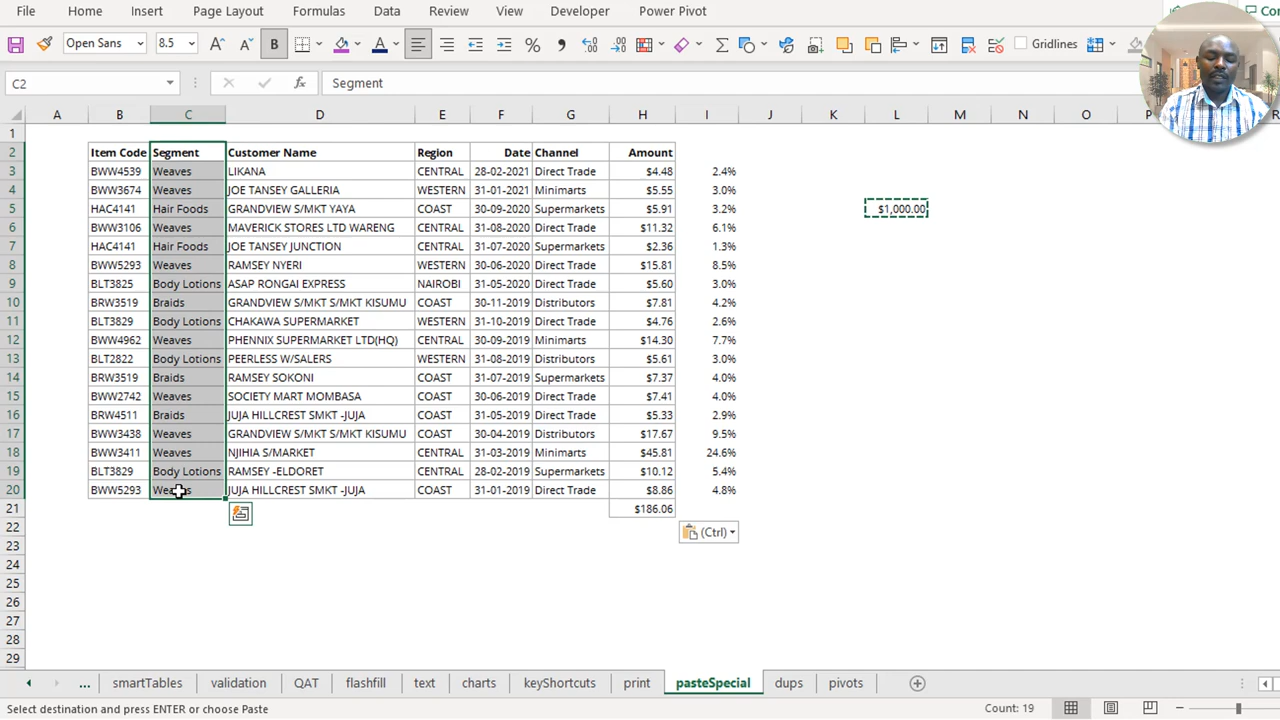 File Home Insert Page Layout Formulas Data Review View Developer Power Pivot
Open Sans 8.5 A A B A % , Σ Gridlines
C2 fx Segment
A B C D E F G H I J K L M N O P
1
2 Item Code Segment Customer Name Region Date Channel Amount
3 BWW4539 Weaves LIKANA CENTRAL 28-02-2021 Direct Trade $4.48 2.4%
4 BWW3674 Weaves JOE TANSEY GALLERIA WESTERN 31-01-2021 Minimarts $5.55 3.0%
5 HAC4141 Hair Foods GRANDVIEW S/MKT YAYA COAST 30-09-2020 Supermarkets $5.91 3.2% $1,000.00
6 BWW3106 Weaves MAVERICK STORES LTD WARENG CENTRAL 31-08-2020 Direct Trade $11.32 6.1%
7 HAC4141 Hair Foods JOE TANSEY JUNCTION CENTRAL 31-07-2020 Supermarkets $2.36 1.3%
8 BWW5293 Weaves RAMSEY NYERI WESTERN 30-06-2020 Direct Trade $15.81 8.5%
9 BLT3825 Body Lotions ASAP RONGAI EXPRESS NAIROBI 31-05-2020 Direct Trade $5.60 3.0%
10 BRW3519 Braids GRANDVIEW S/MKT S/MKT KISUMU COAST 30-11-2019 Distributors $7.81 4.2%
11 BLT3829 Body Lotions CHAKAWA SUPERMARKET WESTERN 31-10-2019 Direct Trade $4.76 2.6%
12 BWW4962 Weaves PHENNIX SUPERMARKET LTD(HQ) CENTRAL 30-09-2019 Minimarts $14.30 7.7%
13 BLT2822 Body Lotions PEERLESS W/SALERS WESTERN 31-08-2019 Distributors $5.61 3.0%
14 BRW3519 Braids RAMSEY SOKONI COAST 31-07-2019 Supermarkets $7.37 4.0%
15 BWW2742 Weaves SOCIETY MART MOMBASA COAST 30-06-2019 Direct Trade $7.41 4.0%
16 BRW4511 Braids JUJA HILLCREST SMKT -JUJA COAST 31-05-2019 Direct Trade $5.33 2.9%
17 BWW3438 Weaves GRANDVIEW S/MKT S/MKT KISUMU COAST 30-04-2019 Distributors $17.67 9.5%
18 BWW3411 Weaves NJIHIA S/MARKET CENTRAL 31-03-2019 Minimarts $45.81 24.6%
19 BLT3829 Body Lotions RAMSEY -ELDORET CENTRAL 28-02-2019 Supermarkets $10.12 5.4%
20 BWW5293 Weaves JUJA HILLCREST SMKT -JUJA COAST 31-01-2019 Direct Trade $8.86 4.8%
21 $186.06
22 (Ctrl)
23
24
25
26
27
28
29
... smartTables validation QAT flashfill text charts keyShortcuts print pasteSpecial dups pivots
Select destination and press ENTER or choose Paste Count: 19